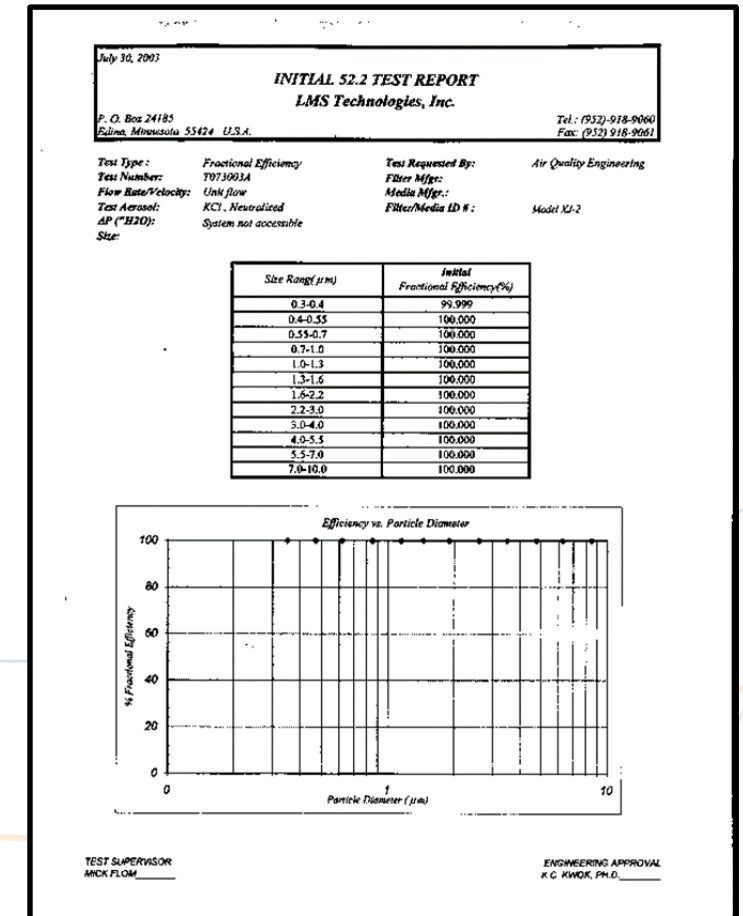 July 30, 2003
INITIAL 52.2 TEST REPORT
LMS Technologies, Inc.
P. O. Box 24185
Edina, Minnesota 55424 U.S.A.
Tel.: (952)-918-9060
Fax: (952) 918-9061
Test Type : Fractional Efficiency Test Requested By: Air Quality Engineering
Test Number: T073003A Filter Mfgr:
Flow Rate/Velocity: Unit flow Media Mfgr.:
Test Aerosol: KCl, Neutralized Filter/Media ID # : Model XJ-2
ΔP ("H2O): System not accessible
Size:
Size Rang(μm) Initial Fractional Efficiency(%)
0.3-0.4 99.999
0.4-0.55 100.000
0.55-0.7 100.000
0.7-1.0 100.000
1.0-1.3 100.000
1.3-1.6 100.000
1.6-2.2 100.000
2.2-3.0 100.000
3.0-4.0 100.000
4.0-5.5 100.000
5.5-7.0 100.000
7.0-10.0 100.000
Efficiency vs. Particle Diameter
100
80
60
40
20
0
% Fractional Efficiency
0 1 10
Particle Diameter (μm)
TEST SUPERVISOR
MICK FLOM
ENGINEERING APPROVAL
K.C. KWOK, PH.D.